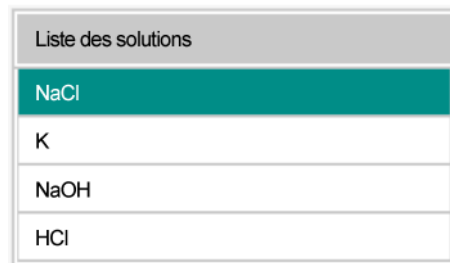 Liste des solutions
NaCl
K
NaOH
HCl